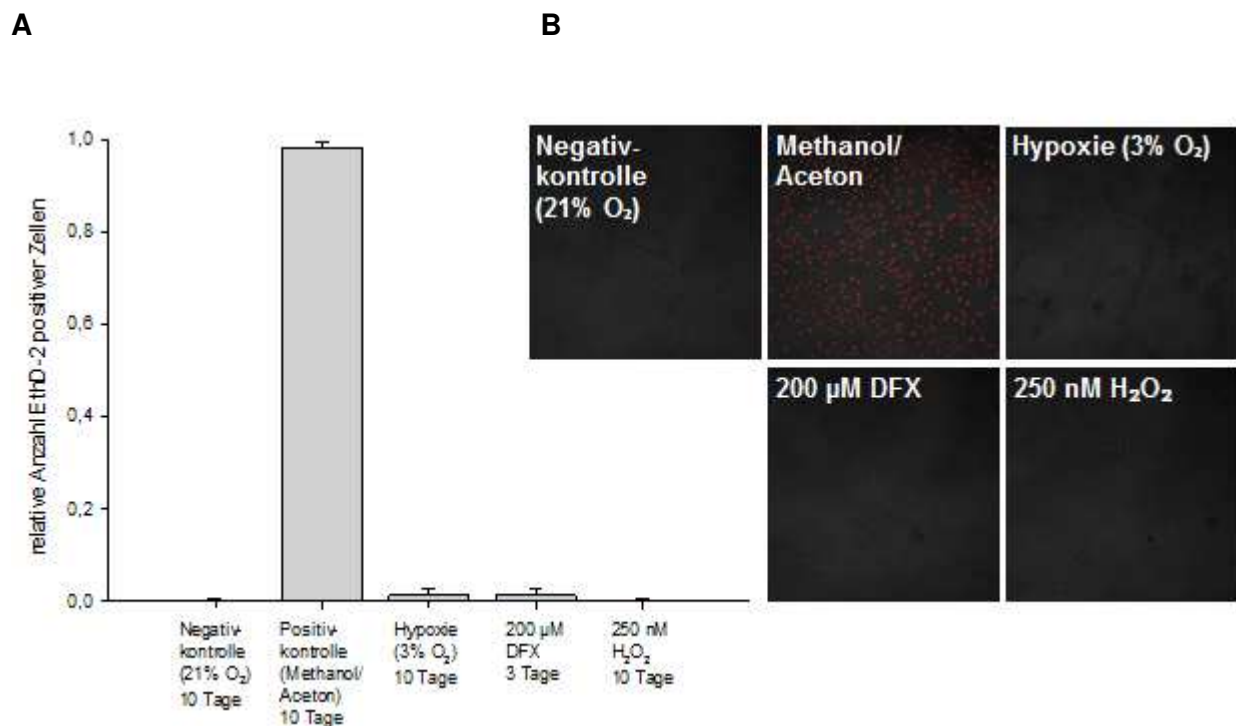 A
B
1,0
0,8
0,6
0,4
0,2
0,0
relative Anzahl EthD-2 positiver Zellen
Negativ-
kontrolle
(21% O₂)
10 Tage
Positiv-
kontrolle
(Methanol/
Aceton)
10 Tage
Hypoxie
(3% O₂)
10 Tage
200 µM
DFX
3 Tage
250 nM
H₂O₂
10 Tage
Negativ-
kontrolle
(21% O₂)
Methanol/
Aceton
Hypoxie (3% O₂)
200 µM DFX
250 nM H₂O₂